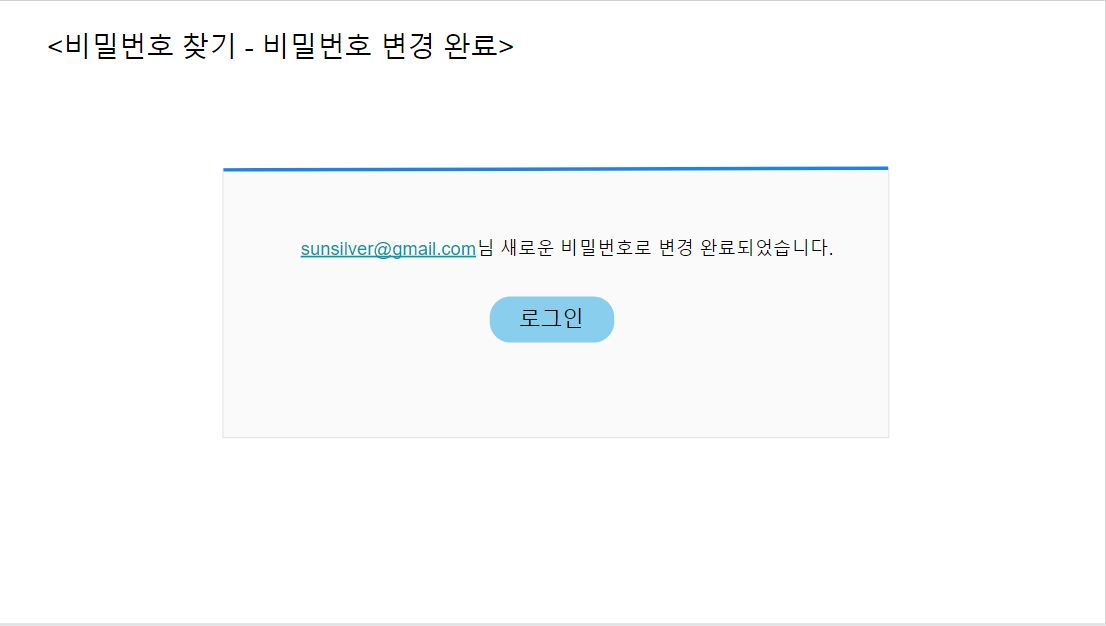 <비밀번호 찾기 - 비밀번호 변경 완료>
sunsilver@gmail.com님 새로운 비밀번호로 변경 완료되었습니다.
로그인